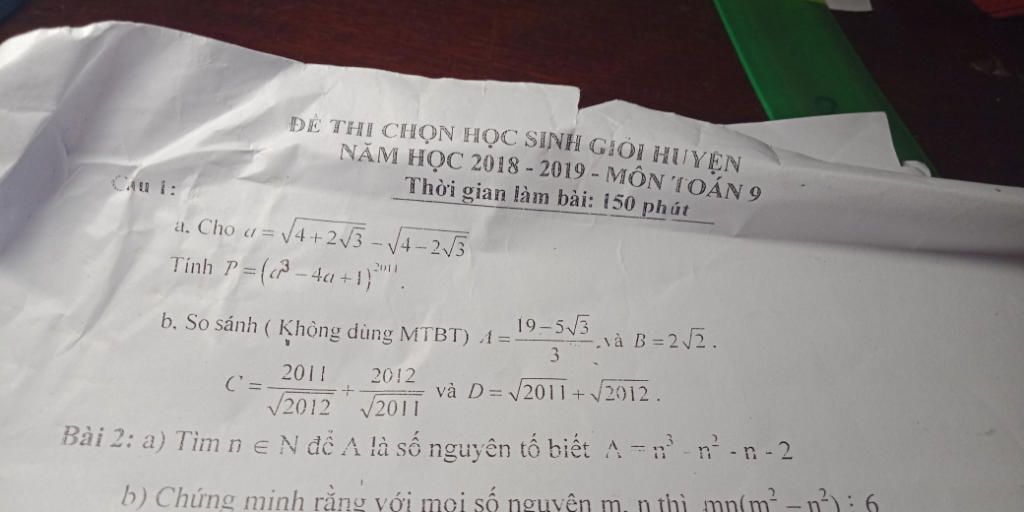 ĐỀ THI CHỌN HỌC SINH GIỎI HUYỆN
NĂM HỌC 2018 - 2019 - MÔN TOÁN 9
Thời gian làm bài: 150 phút
Câu 1:
a. Cho a = √(4+2√3) − √(4−2√3)
Tính P = (a³ − 4a + 1)²⁰¹¹.
b. So sánh ( Không dùng MTBT) A = (19−5√3)/3 và B = 2√2 .
C = 2011/√2012 + 2012/√2011 và D = √2011 + √2012 .
Bài 2: a) Tìm n ∈ N để A là số nguyên tố biết A = n³ - n² - n - 2
b) Chứng minh rằng với mọi số nguyên m, n thì mn(m² − n²) ⋮ 6